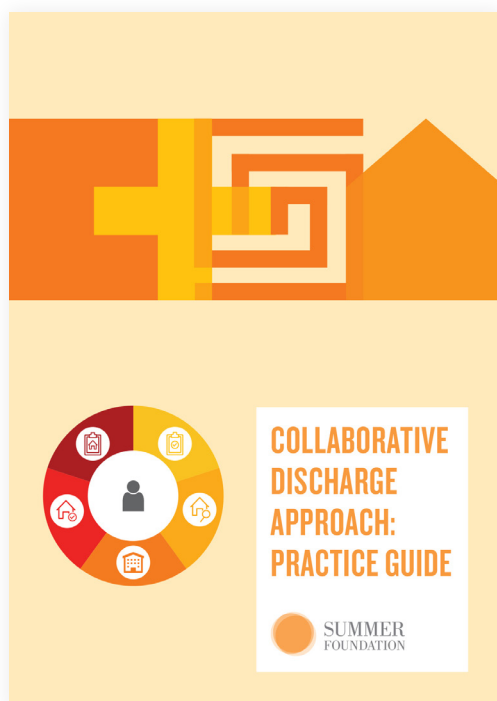 COLLABORATIVE
DISCHARGE
APPROACH:
PRACTICE GUIDE
SUMMER
FOUNDATION